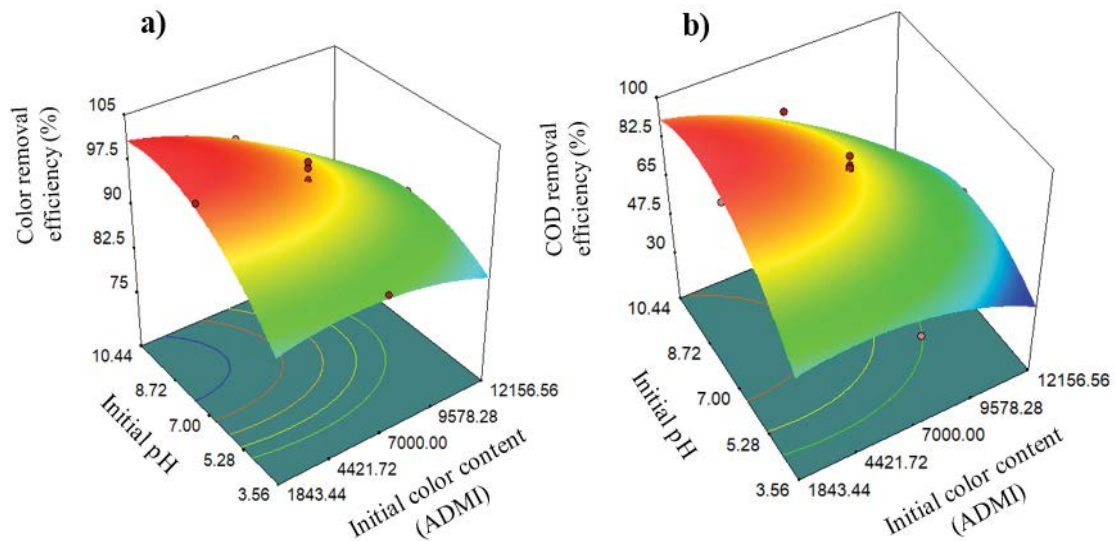 a)
Color removal
efficiency (%)
105
97.5
90
82.5
75
10.44
8.72
7.00
5.28
3.56
Initial pH
1843.44
4421.72
7000.00
9578.28
12156.56
Initial color content
(ADMI)
b)
COD removal
efficiency (%)
100
82.5
65
47.5
30
10.44
8.72
7.00
5.28
3.56
Initial pH
1843.44
4421.72
7000.00
9578.28
12156.56
Initial color content
(ADMI)